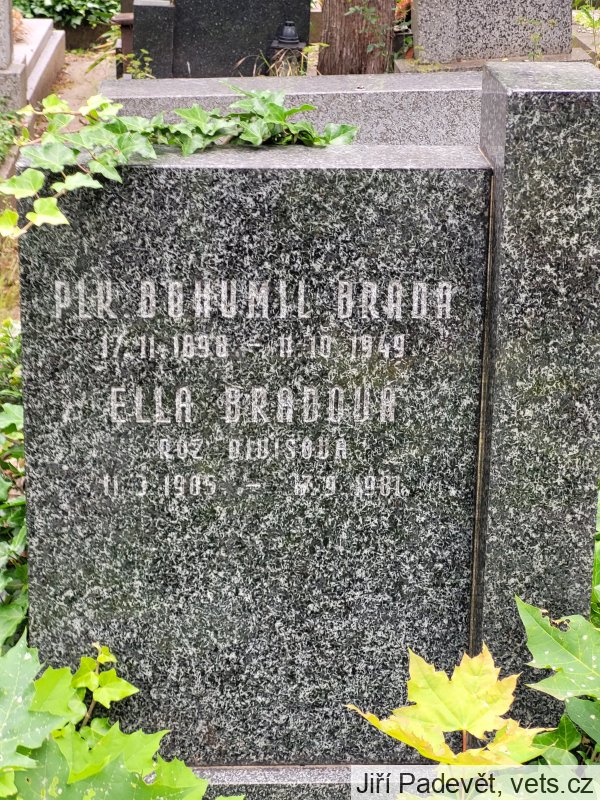 PLK. BOHUMIL BRADA
17. 11. 1898 – 11. 10. 1949
ELLA BRADOVÁ
ROZ. DIVIŠOVÁ
11. 3. 1905 – 9. 1981
Jiří Padevět, vets.cz